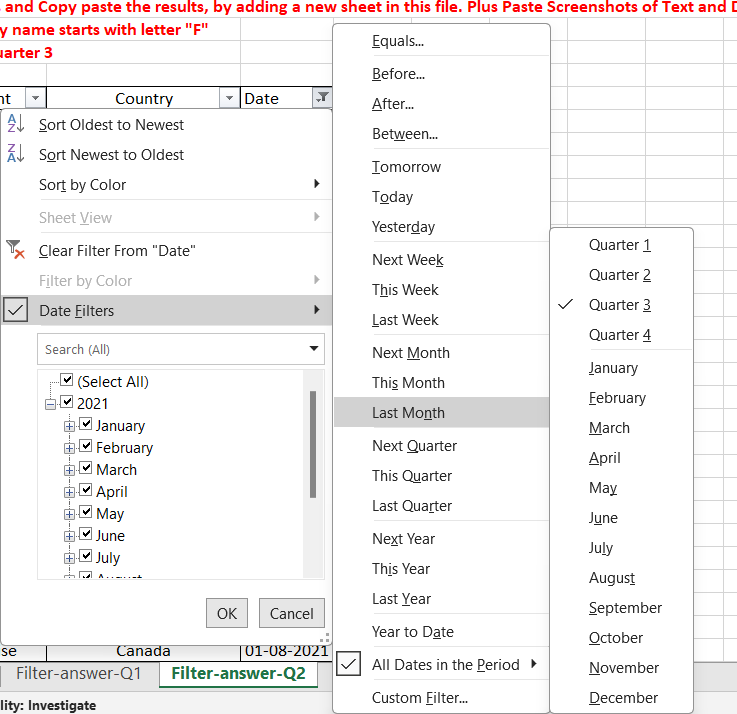 and Copy paste the results, by adding a new sheet in this file. Plus Paste Screenshots of Text and D
y name starts with letter "F"
uarter 3
nt Country Date
Sort Oldest to Newest
Sort Newest to Oldest
Sort by Color
Sheet View
Clear Filter From "Date"
Filter by Color
Date Filters
Search (All)
(Select All)
2021
January
February
March
April
May
June
July
August
OK Cancel
se Canada 01-08-2021
Filter-answer-Q1 Filter-answer-Q2
lity: Investigate
Equals...
Before...
After...
Between...
Tomorrow
Today
Yesterday
Next Week
This Week
Last Week
Next Month
This Month
Last Month
Next Quarter
This Quarter
Last Quarter
Next Year
This Year
Last Year
Year to Date
All Dates in the Period
Custom Filter...
Quarter 1
Quarter 2
Quarter 3
Quarter 4
January
February
March
April
May
June
July
August
September
October
November
December